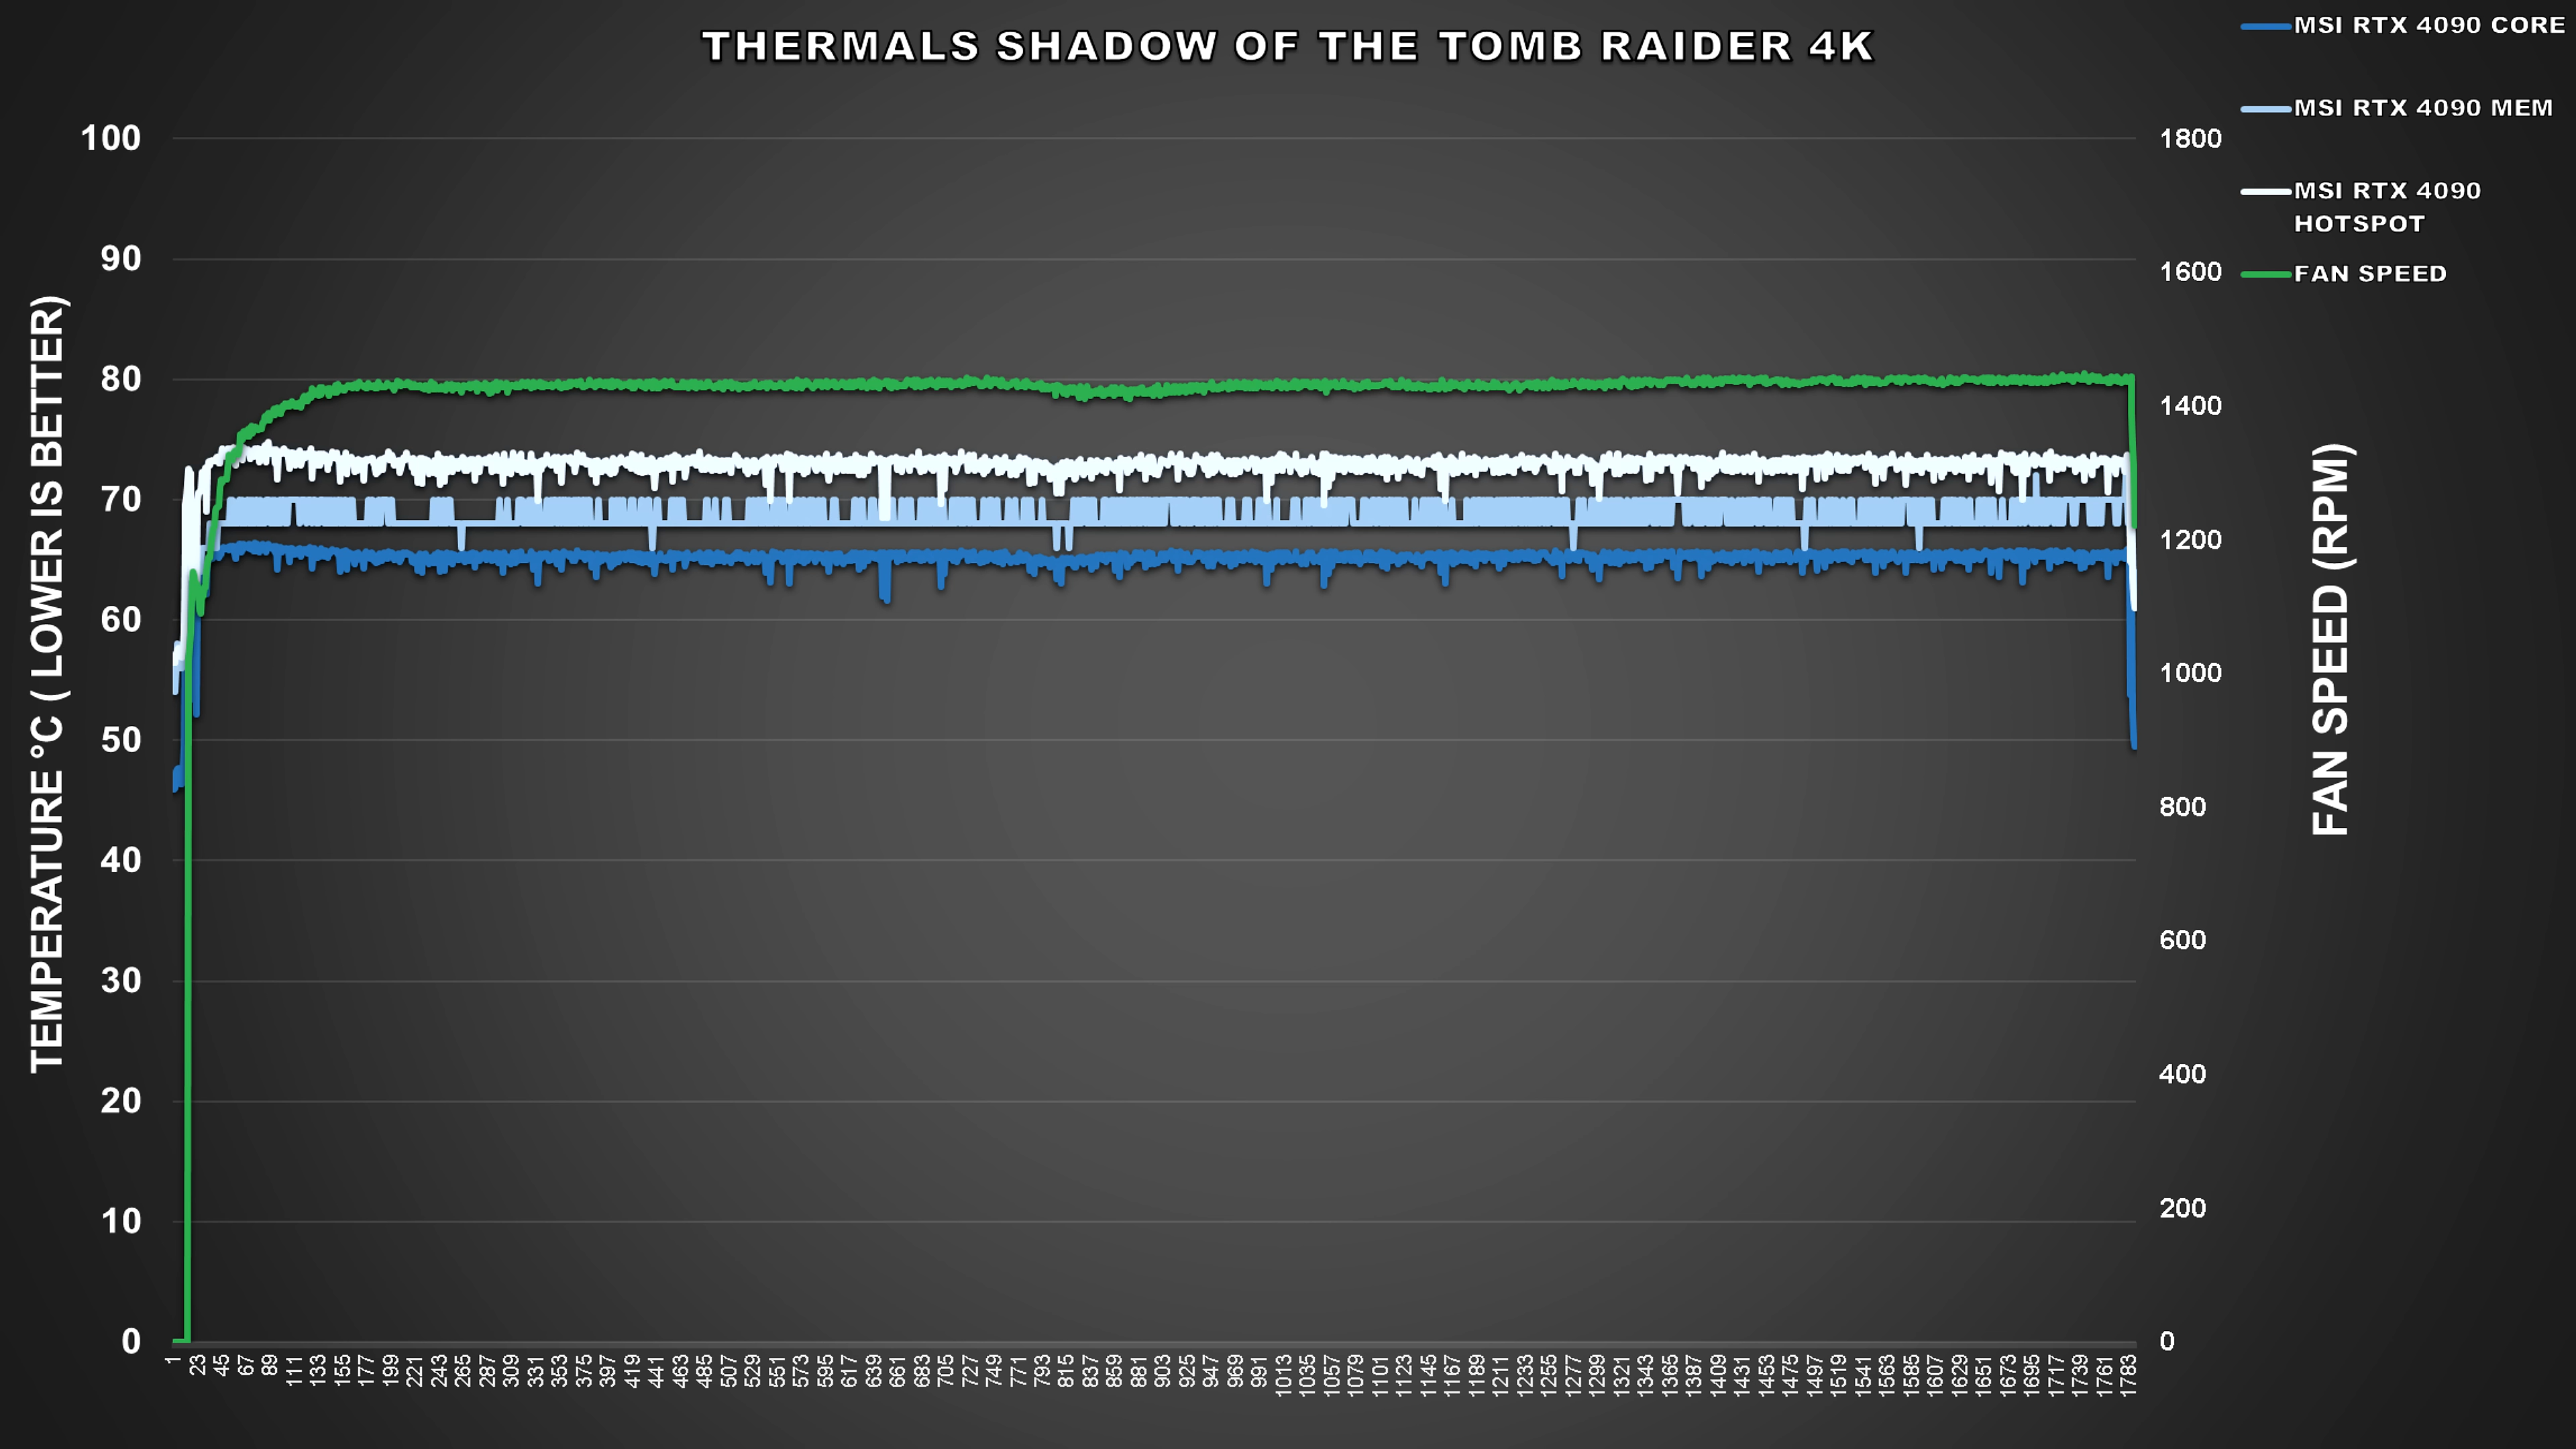 THERMALS SHADOW OF THE TOMB RAIDER 4K
MSI RTX 4090 CORE
MSI RTX 4090 MEM
MSI RTX 4090
HOTSPOT
FAN SPEED
TEMPERATURE °C ( LOWER IS BETTER)
100
90
80
70
60
50
40
30
20
10
0
1800
1600
1400
1200
1000
800
600
400
200
0
FAN SPEED (RPM)
1 23 45 67 89 111 133 155 177 199 221 243 265 287 309 331 353 375 397 419 441 463 485 507 529 551 573 595 617 639 661 683 705 727 749 771 793 815 837 859 881 903 925 947 969 991 1013 1035 1057 1079 1101 1123 1145 1167 1189 1211 1233 1255 1277 1299 1321 1343 1365 1387 1409 1431 1453 1475 1497 1519 1541 1563 1585 1607 1629 1651 1673 1695 1717 1739 1761 1783